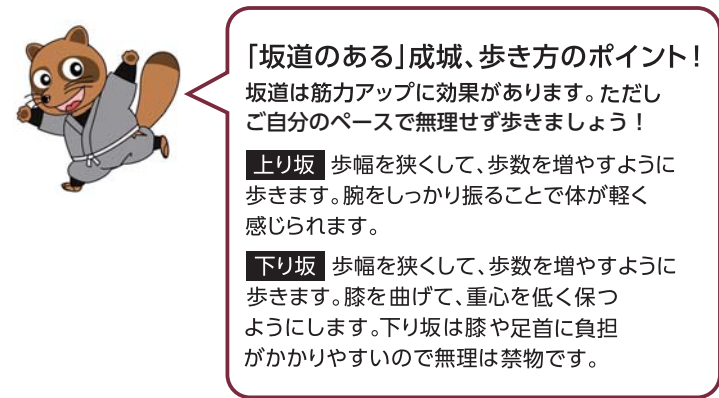 「坂道のある」成城、歩き方のポイント！
坂道は筋力アップに効果があります。ただし
ご自分のペースで無理せず歩きましょう！
上り坂 歩幅を狭くして、歩数を増やすように
歩きます。腕をしっかり振ることで体が軽く
感じられます。
下り坂 歩幅を狭くして、歩数を増やすように
歩きます。膝を曲げて、重心を低く保つ
ようにします。下り坂は膝や足首に負担
がかかりやすいので無理は禁物です。